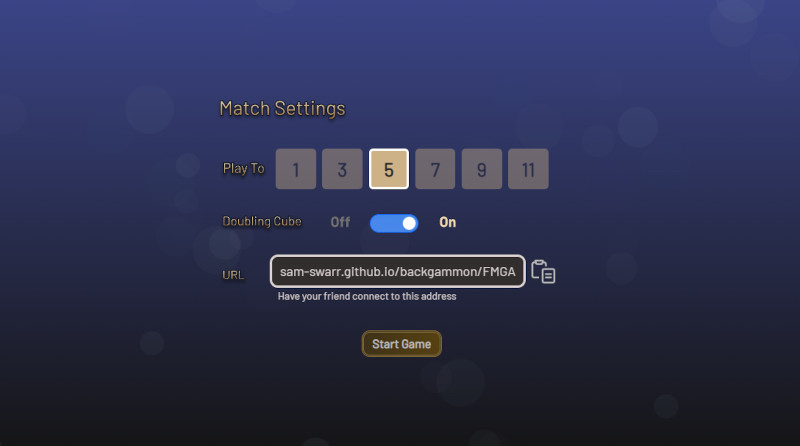 Match Settings
Play To 1 3 5 7 9 11
Doubling Cube Off On
URL sam-swarr.github.io/backgammon/FMGA
Have your friend connect to this address
Start Game